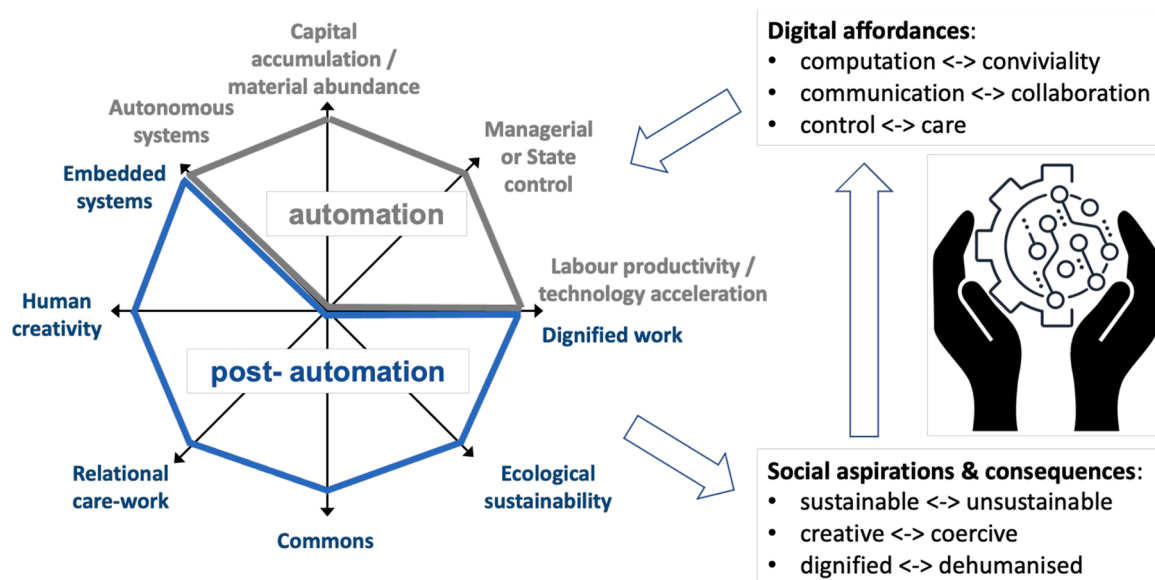 Capital
accumulation /
material abundance
Autonomous
systems
Managerial
or State
control
Embedded
systems
automation
Labour productivity /
technology acceleration
Human
creativity
Dignified work
post- automation
Relational
care-work
Ecological
sustainability
Commons
Digital affordances:
• computation <-> conviviality
• communication <-> collaboration
• control <-> care
Social aspirations & consequences:
• sustainable <-> unsustainable
• creative <-> coercive
• dignified <-> dehumanised